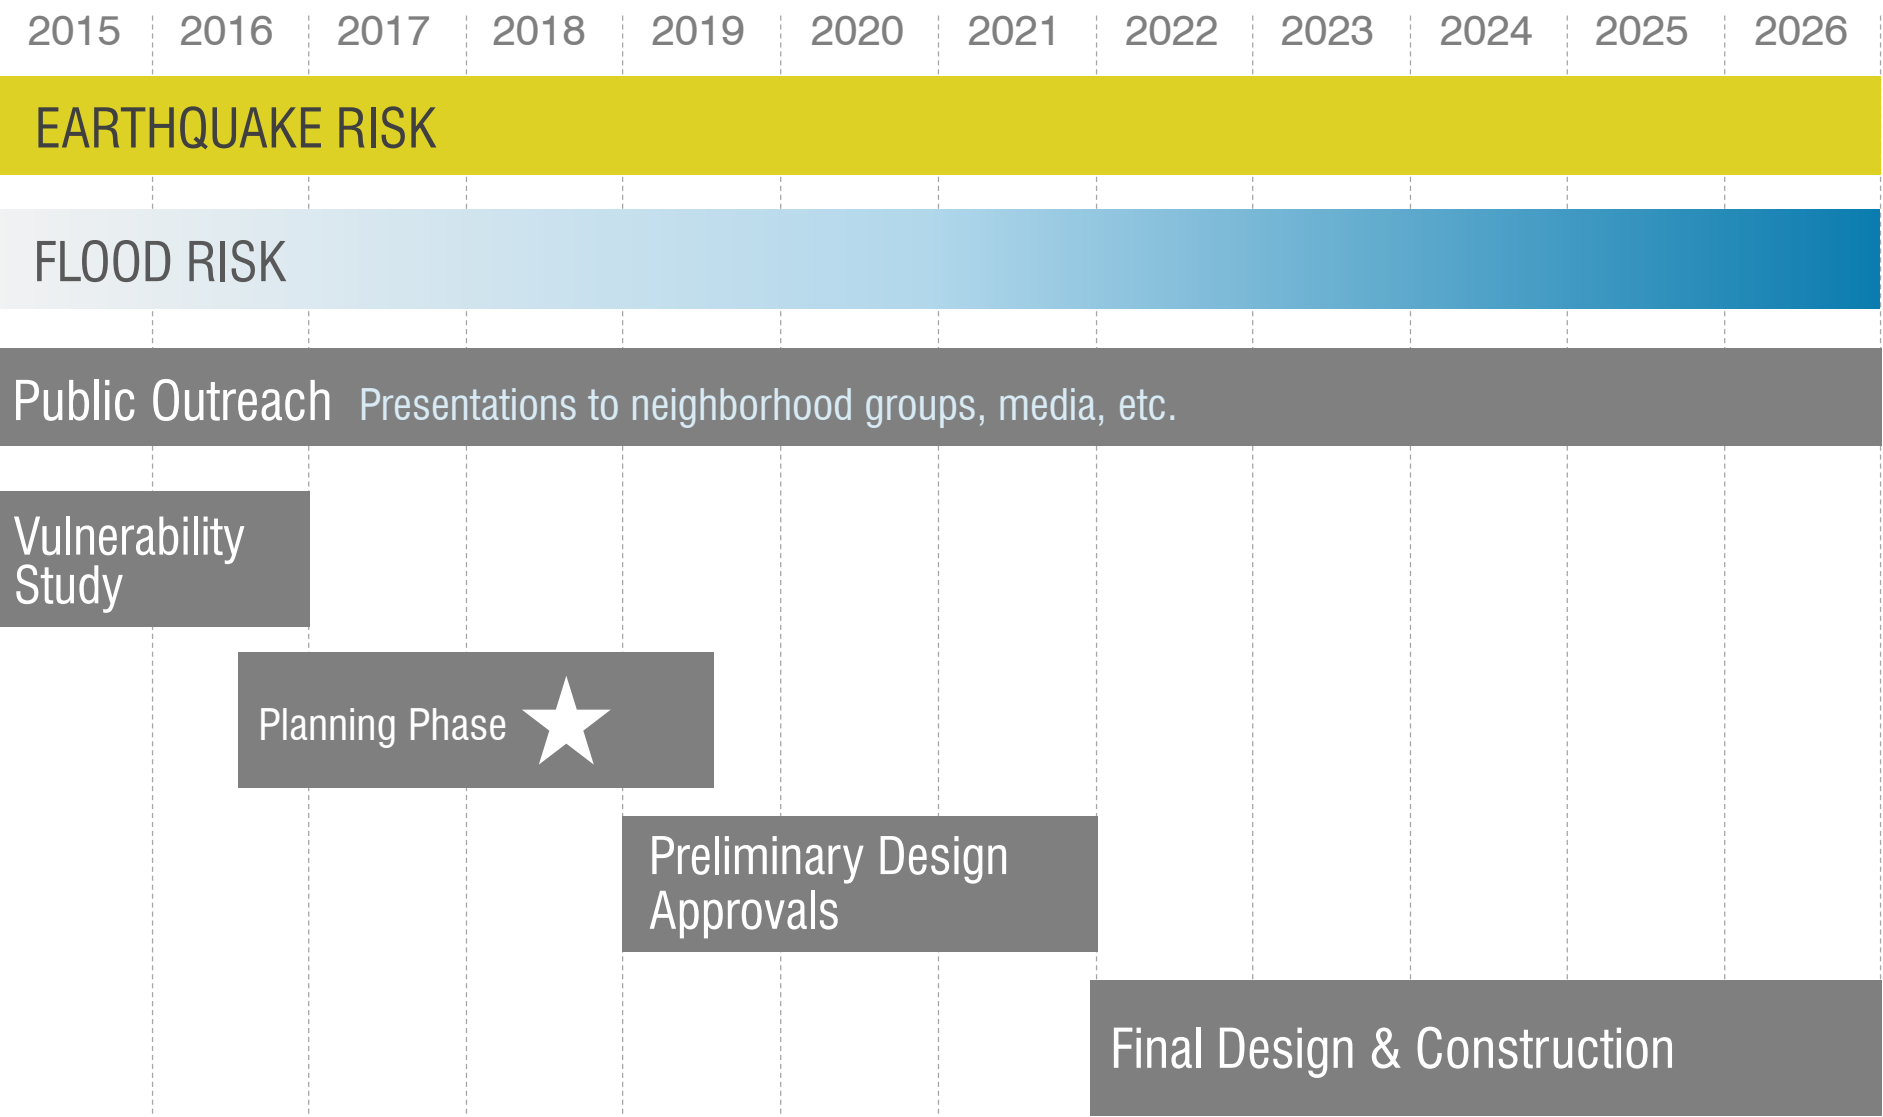 2015 2016 2017 2018 2019 2020 2021 2022 2023 2024 2025 2026
EARTHQUAKE RISK
FLOOD RISK
Public Outreach Presentations to neighborhood groups, media, etc.
Vulnerability
Study
Planning Phase
Preliminary Design
Approvals
Final Design & Construction